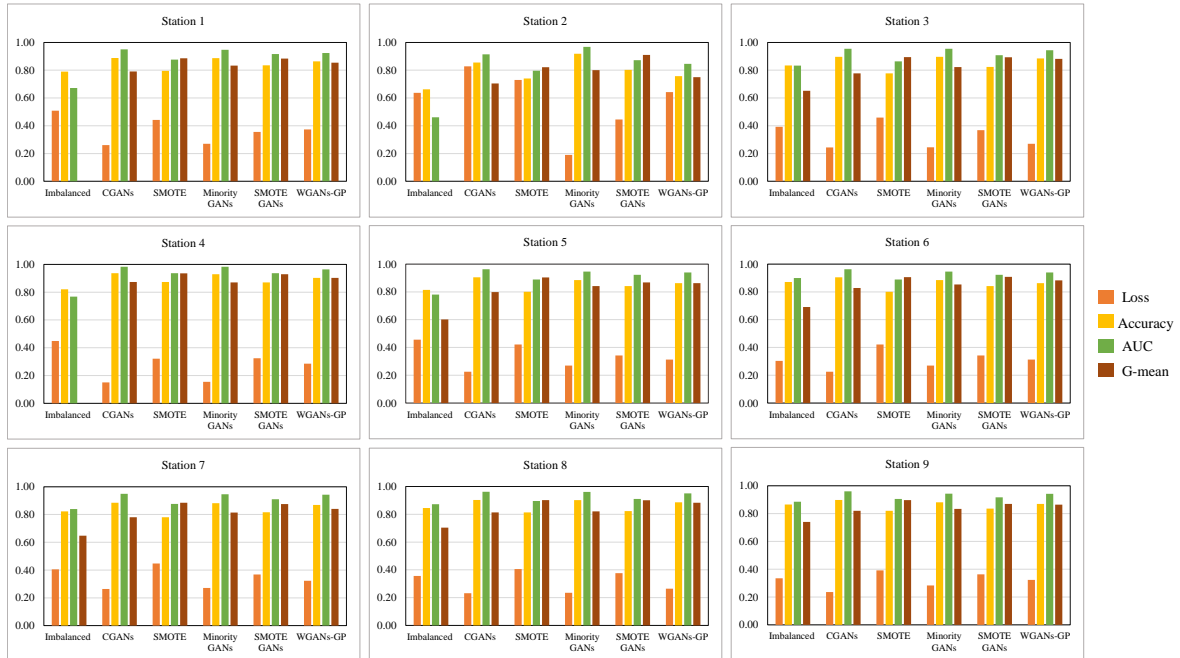 Station 1
1.00
0.80
0.60
0.40
0.20
0.00
Imbalanced CGANs SMOTE Minority GANs SMOTE GANs WGANs-GP
Station 2
1.00
0.80
0.60
0.40
0.20
0.00
Imbalanced CGANs SMOTE Minority GANs SMOTE GANs WGANs-GP
Station 3
1.00
0.80
0.60
0.40
0.20
0.00
Imbalanced CGANs SMOTE Minority GANs SMOTE GANs WGANs-GP
Station 4
1.00
0.80
0.60
0.40
0.20
0.00
Imbalanced CGANs SMOTE Minority GANs SMOTE GANs WGANs-GP
Station 5
1.00
0.80
0.60
0.40
0.20
0.00
Imbalanced CGANs SMOTE Minority GANs SMOTE GANs WGANs-GP
Station 6
1.00
0.80
0.60
0.40
0.20
0.00
Imbalanced CGANs SMOTE Minority GANs SMOTE GANs WGANs-GP
Loss
Accuracy
AUC
G-mean
Station 7
1.00
0.80
0.60
0.40
0.20
0.00
Imbalanced CGANs SMOTE Minority GANs SMOTE GANs WGANs-GP
Station 8
1.00
0.80
0.60
0.40
0.20
0.00
Imbalanced CGANs SMOTE Minority GANs SMOTE GANs WGANs-GP
Station 9
1.00
0.80
0.60
0.40
0.20
0.00
Imbalanced CGANs SMOTE Minority GANs SMOTE GANs WGANs-GP